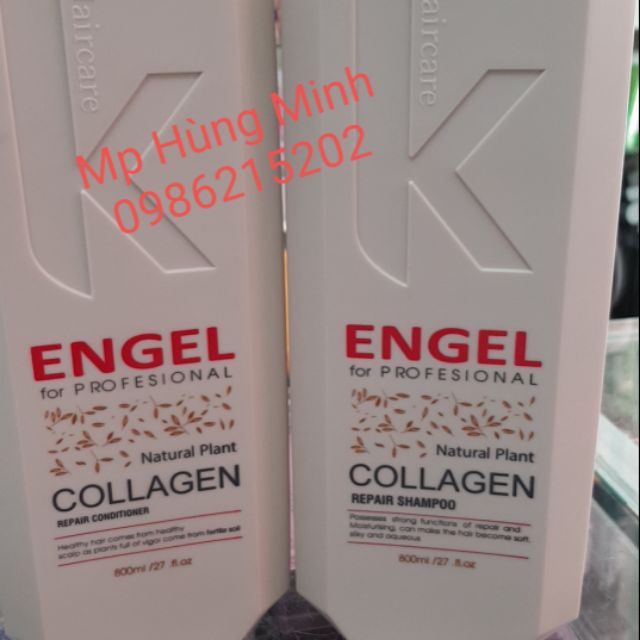 Haircare
K
ENGEL
for PROFESIONAL
Natural Plant
COLLAGEN
REPAIR CONDITIONER
Healthy hair comes from healthy
scalp as plants full of vigor come from fertile soil
800ml /27 .fl.oz
Haircare
K
ENGEL
for PROFESIONAL
Natural Plant
COLLAGEN
REPAIR SHAMPOO
Possesses strong functions of repair and
Moisturizing, can make the hair become soft,
silky and aqueous
800ml /27 .fl.oz
Mp Hùng Minh
0986215202